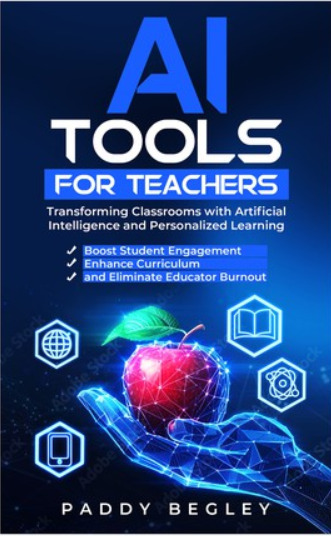 AI
TOOLS
FOR TEACHERS
Transforming Classrooms with Artificial
Intelligence and Personalized Learning
✓ Boost Student Engagement
✓ Enhance Curriculum
✓ and Eliminate Educator Burnout
PADDY BEGLEY